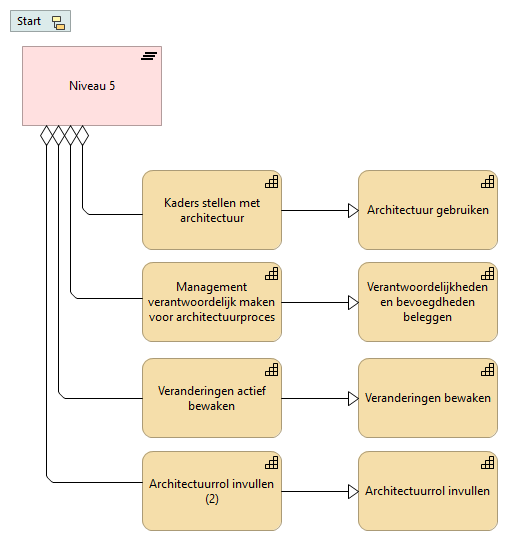 Start
Niveau 5
Kaders stellen met
architectuur
Architectuur gebruiken
Management
verantwoordelijk maken
voor architectuurproces
Verantwoordelijkheden
en bevoegdheden
beleggen
Veranderingen actief
bewaken
Veranderingen bewaken
Architectuurrol invullen
(2)
Architectuurrol invullen